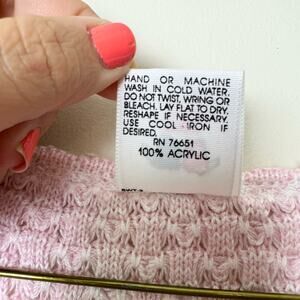 HAND OR MACHINE
WASH IN COLD WATER.
DO NOT TWIST, WRING OR
BLEACH. LAY FLAT TO DRY.
RESHAPE IF NECESSARY.
USE COOL IRON IF
DESIRED.
RN 76651
100% ACRYLIC